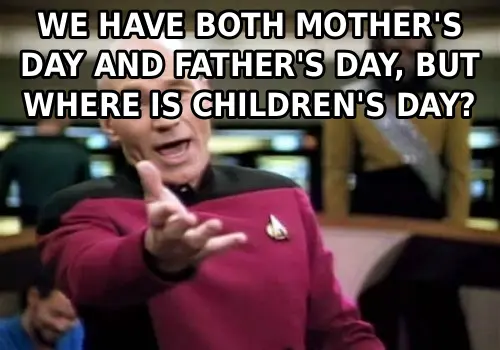 WE HAVE BOTH MOTHER'S
DAY AND FATHER'S DAY, BUT
WHERE IS CHILDREN'S DAY?